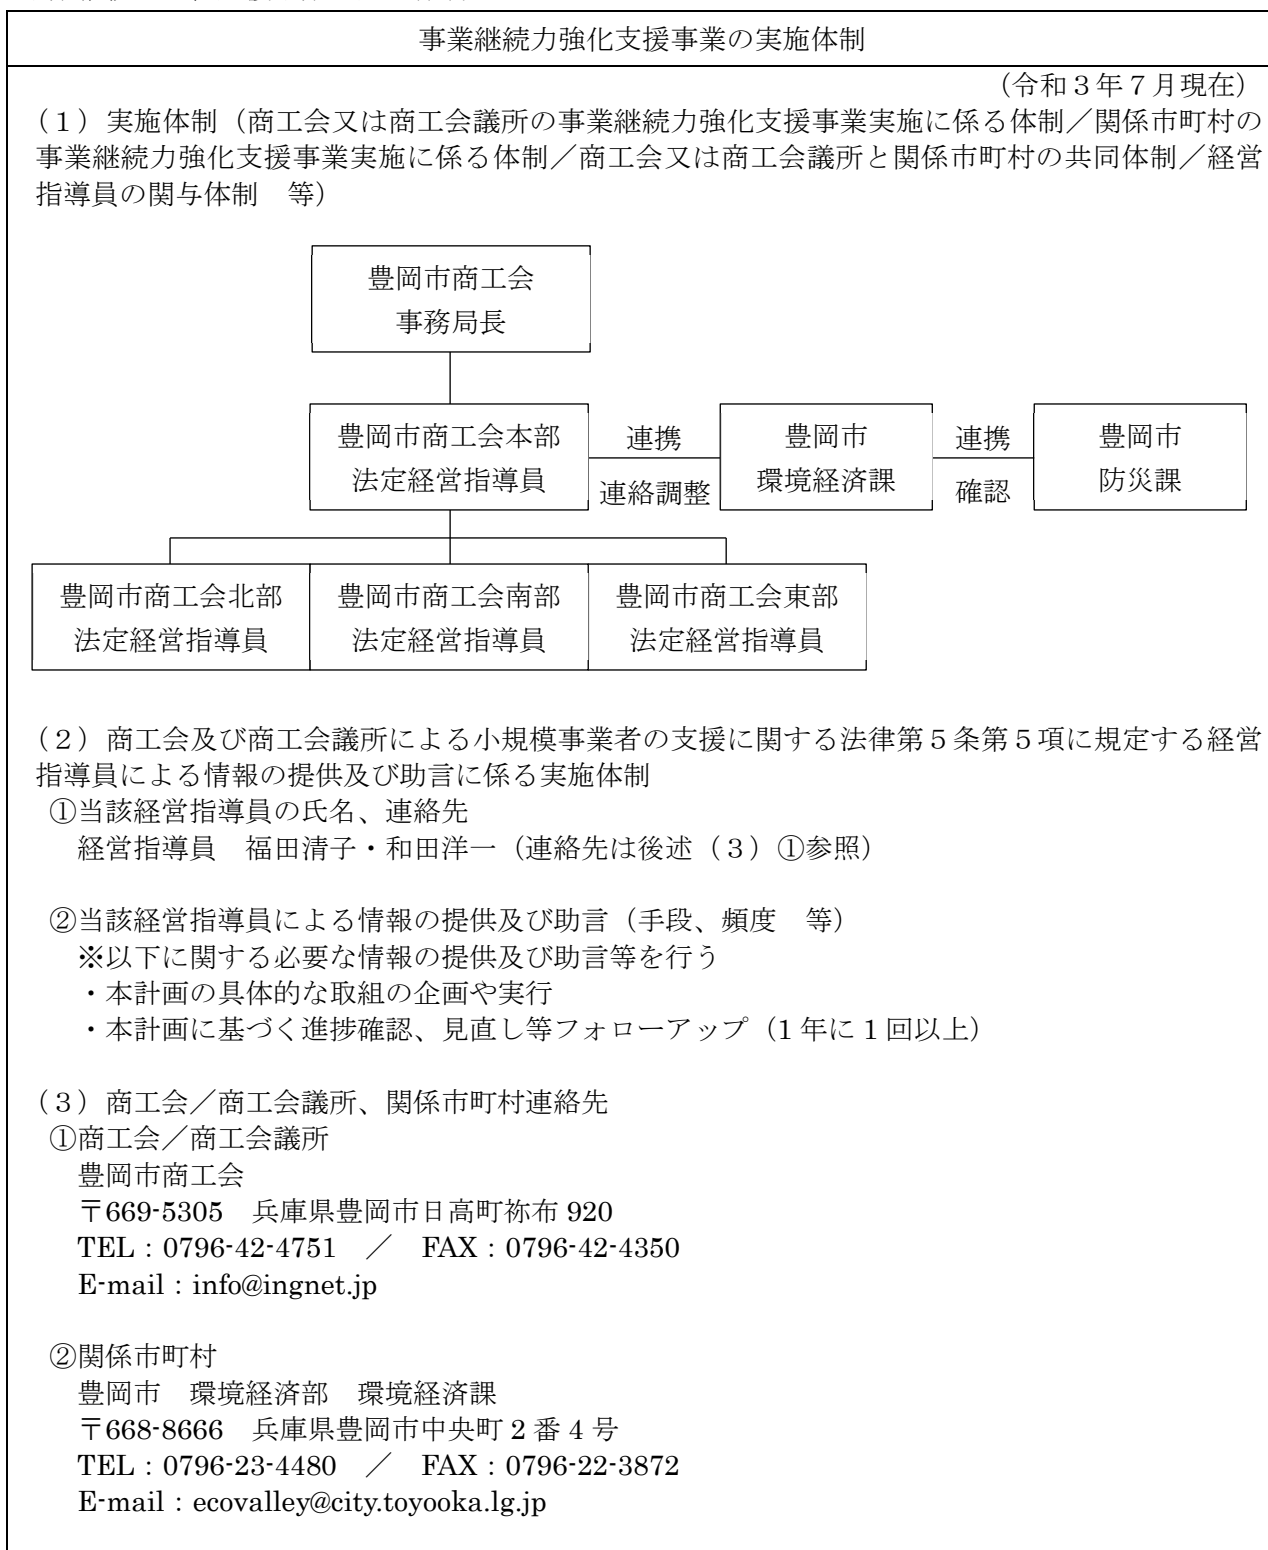 事業継続力強化支援事業の実施体制
（令和３年７月現在）
（１）実施体制（商工会又は商工会議所の事業継続力強化支援事業実施に係る体制／関係市町村の
事業継続力強化支援事業実施に係る体制／商工会又は商工会議所と関係市町村の共同体制／経営
指導員の関与体制　等）
豊岡市商工会
事務局長
豊岡市商工会本部
法定経営指導員
連携
連絡調整
豊岡市
環境経済課
連携
確認
豊岡市
防災課
豊岡市商工会北部
法定経営指導員
豊岡市商工会南部
法定経営指導員
豊岡市商工会東部
法定経営指導員
（２）商工会及び商工会議所による小規模事業者の支援に関する法律第５条第５項に規定する経営
指導員による情報の提供及び助言に係る実施体制
①当該経営指導員の氏名、連絡先
経営指導員　福田清子・和田洋一（連絡先は後述（３）①参照）
②当該経営指導員による情報の提供及び助言（手段、頻度　等）
※以下に関する必要な情報の提供及び助言等を行う
・本計画の具体的な取組の企画や実行
・本計画に基づく進捗確認、見直し等フォローアップ（1 年に 1 回以上）
（３）商工会／商工会議所、関係市町村連絡先
①商工会／商工会議所
豊岡市商工会
〒669-5305　兵庫県豊岡市日高町祢布 920
TEL：0796-42-4751　／　FAX：0796-42-4350
E-mail：info@ingnet.jp
②関係市町村
豊岡市　環境経済部　環境経済課
〒668-8666　兵庫県豊岡市中央町 2 番 4 号
TEL：0796-23-4480　／　FAX：0796-22-3872
E-mail：ecovalley@city.toyooka.lg.jp